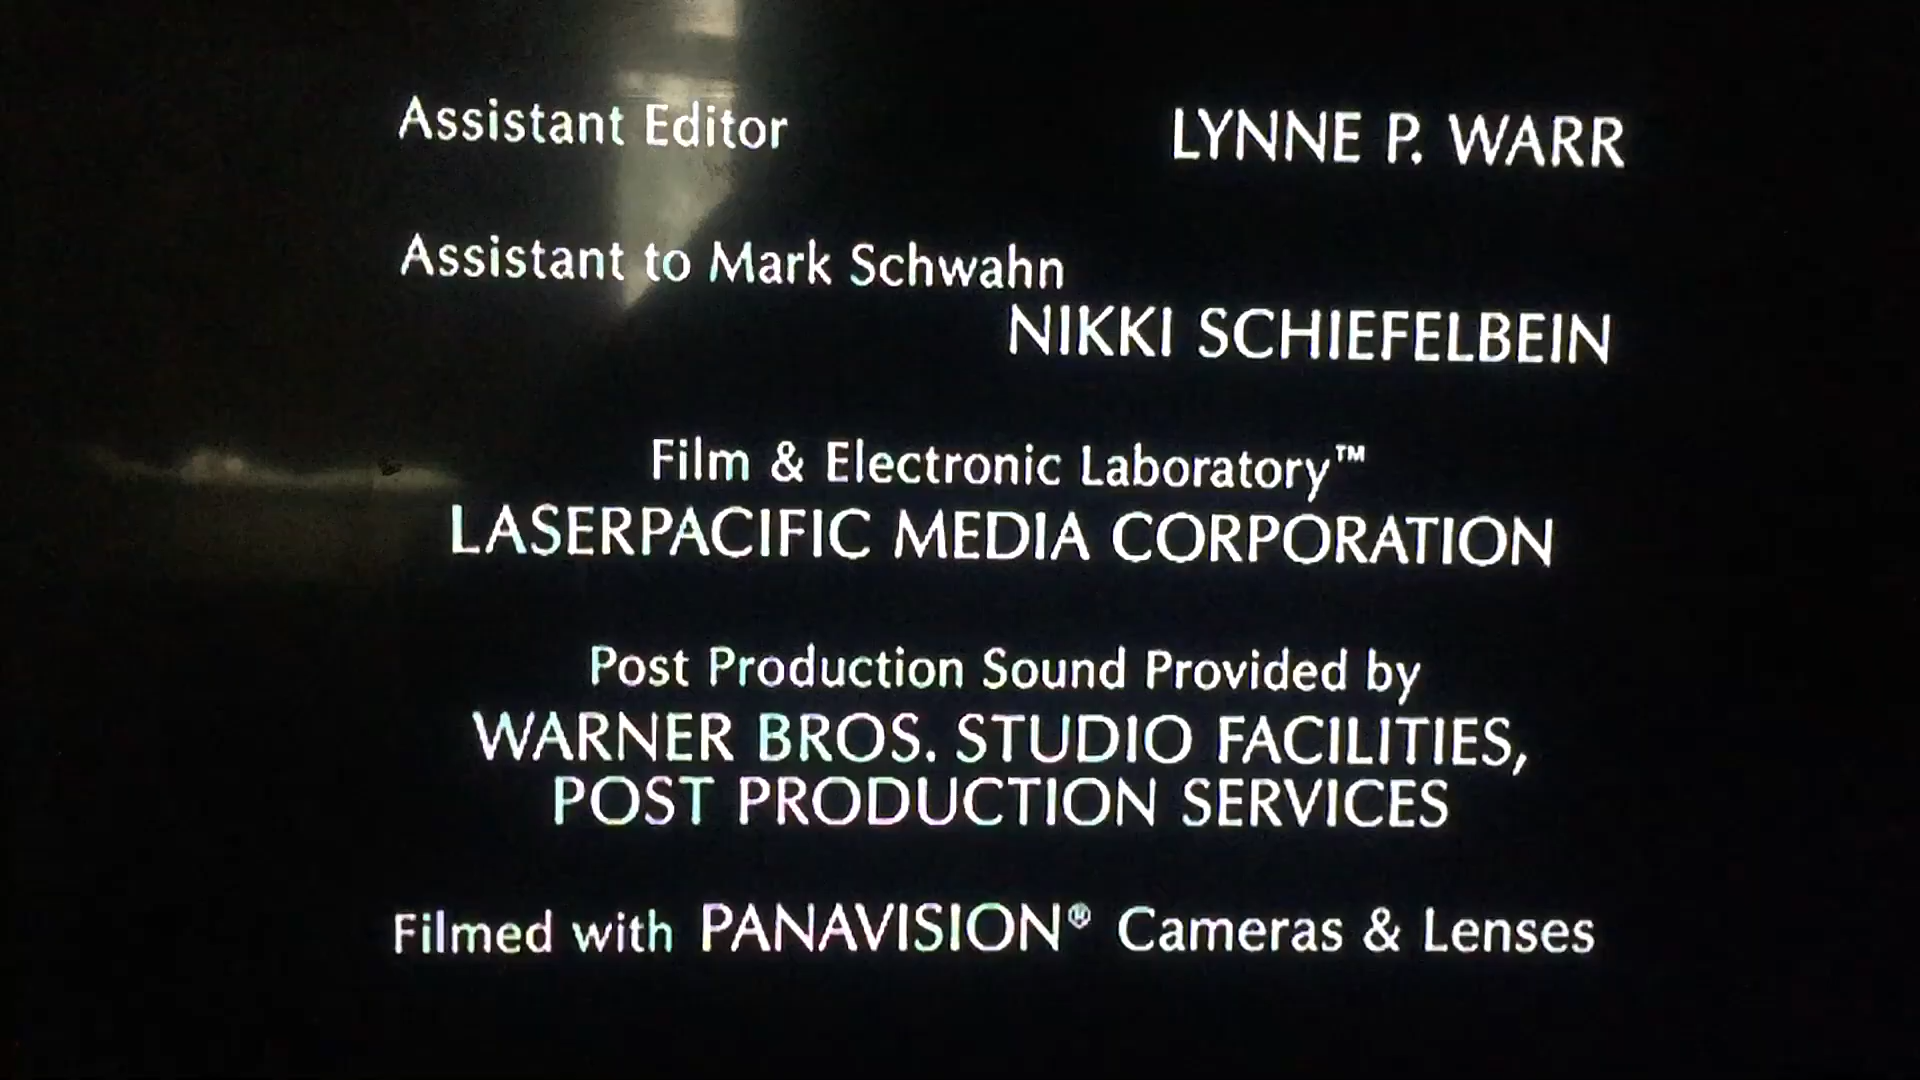 Assistant Editor LYNNE P. WARR
Assistant to Mark Schwahn
NIKKI SCHIEFELBEIN
Film & Electronic Laboratory™
LASERPACIFIC MEDIA CORPORATION
Post Production Sound Provided by
WARNER BROS. STUDIO FACILITIES,
POST PRODUCTION SERVICES
Filmed with PANAVISION® Cameras & Lenses